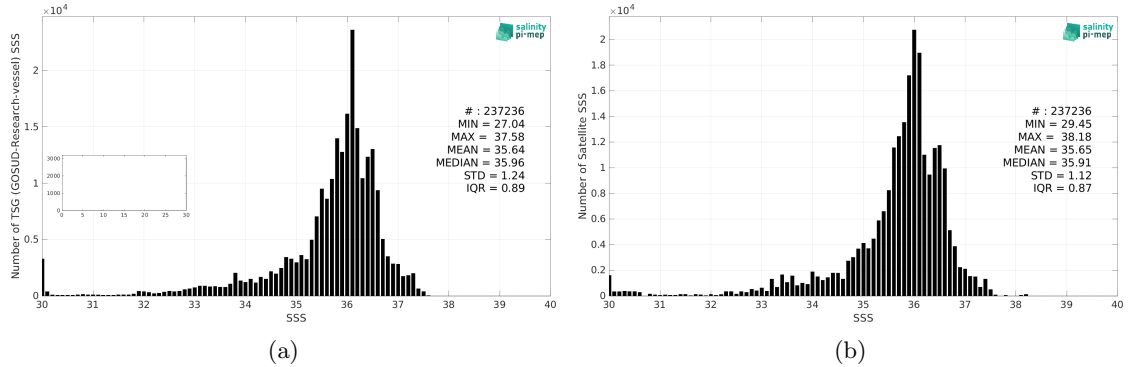 ×10⁴
salinity
pi-mep
Number of TSG (GOSUD-Research-vessel) SSS
2
1.5
1
0.5
0
# : 237236
MIN = 27.04
MAX = 37.58
MEAN = 35.64
MEDIAN = 35.96
STD = 1.24
IQR = 0.89
3000
2000
1000
0
0 5 10 15 20 25 30
30 31 32 33 34 35 36 37 38 39 40
SSS
(a)
×10⁴
salinity
pi-mep
Number of Satellite SSS
2
1.8
1.6
1.4
1.2
1
0.8
0.6
0.4
0.2
0
# : 237236
MIN = 29.45
MAX = 38.18
MEAN = 35.65
MEDIAN = 35.91
STD = 1.12
IQR = 0.87
30 31 32 33 34 35 36 37 38 39 40
SSS
(b)